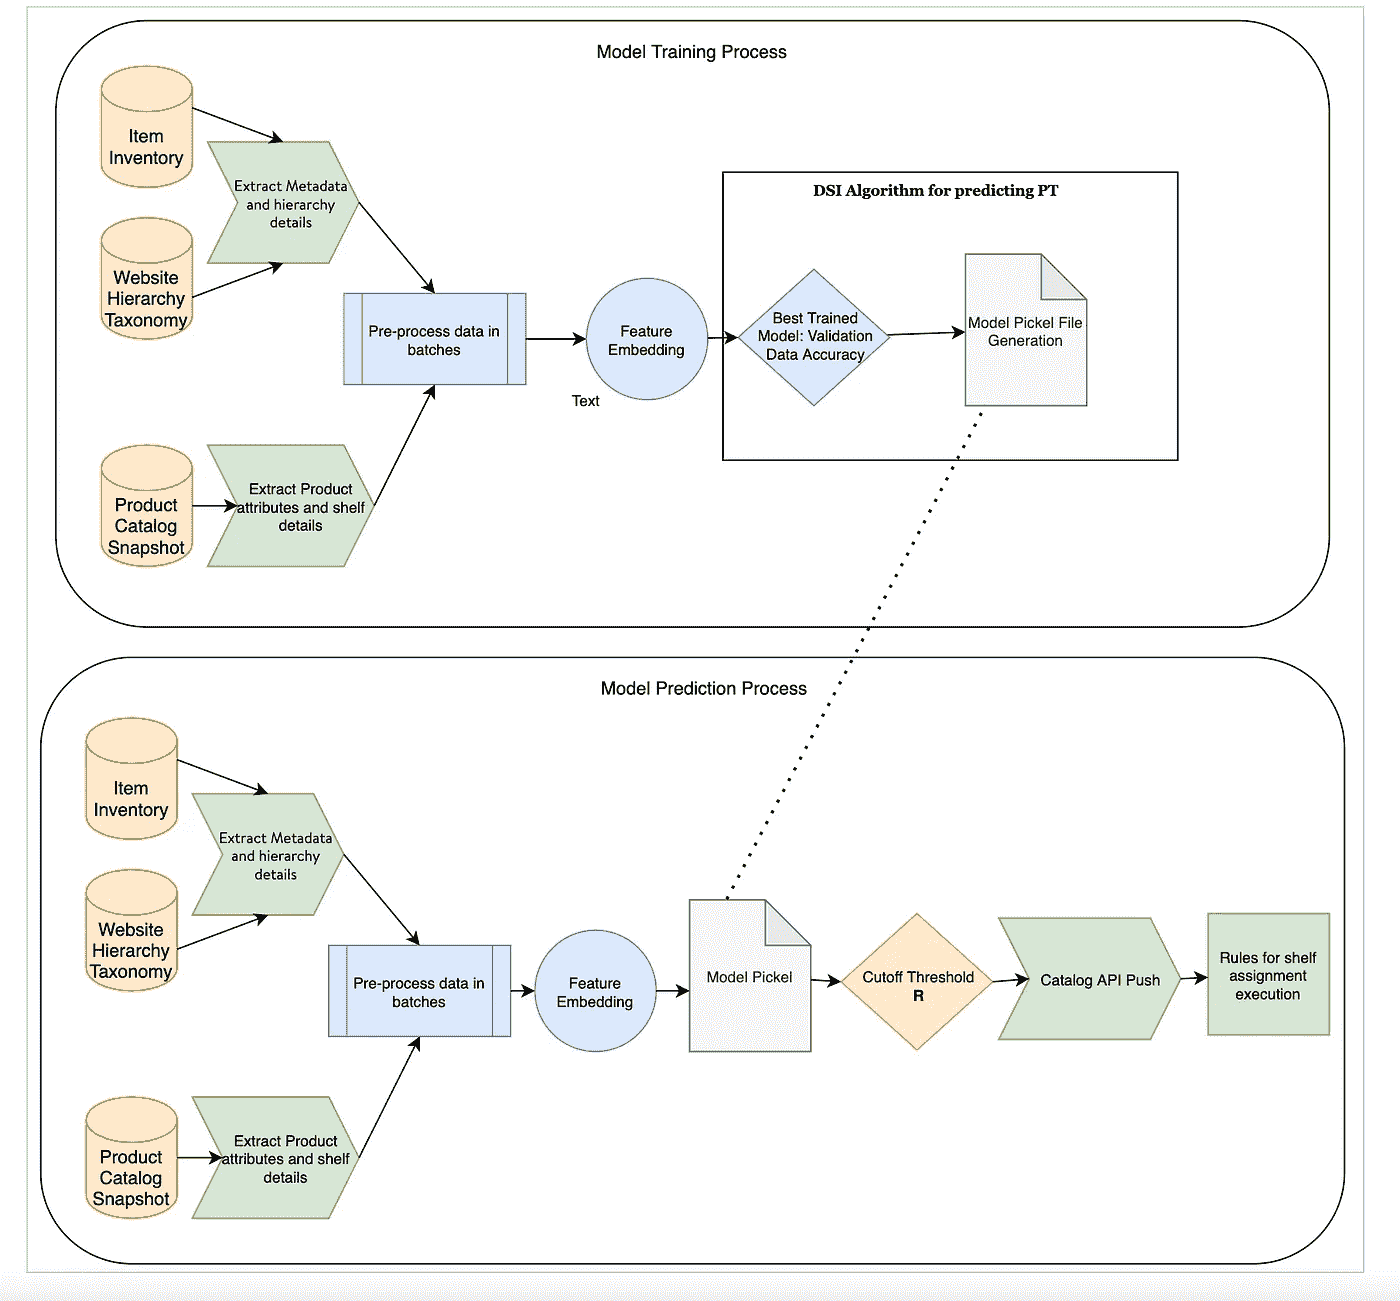 Model Training Process
Item
Inventory
Extract Metadata
and hierarchy
details
Website
Hierarchy
Taxonomy
DSI Algorithm for predicting PT
Pre-process data in
batches
Feature
Embedding
Text
Best Trained
Model: Validation
Data Accuracy
Model Pickel File
Generation
Product
Catalog
Snapshot
Extract Product
attributes and shelf
details
Model Prediction Process
Item
Inventory
Extract Metadata
and hierarchy
details
Website
Hierarchy
Taxonomy
Pre-process data in
batches
Feature
Embedding
Model Pickel
Cutoff Threshold
R
Catalog API Push
Rules for shelf
assignment
execution
Product
Catalog
Snapshot
Extract Product
attributes and shelf
details